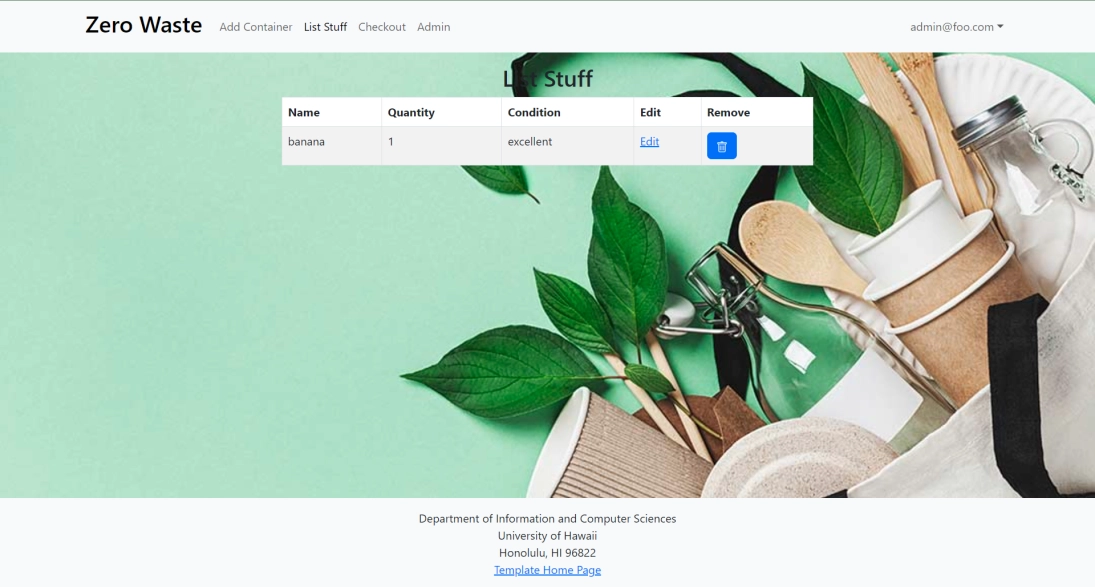 Zero Waste Add Container List Stuff Checkout Admin admin@foo.com
List Stuff
Name Quantity Condition Edit Remove
banana 1 excellent Edit
Department of Information and Computer Sciences
University of Hawaii
Honolulu, HI 96822
Template Home Page